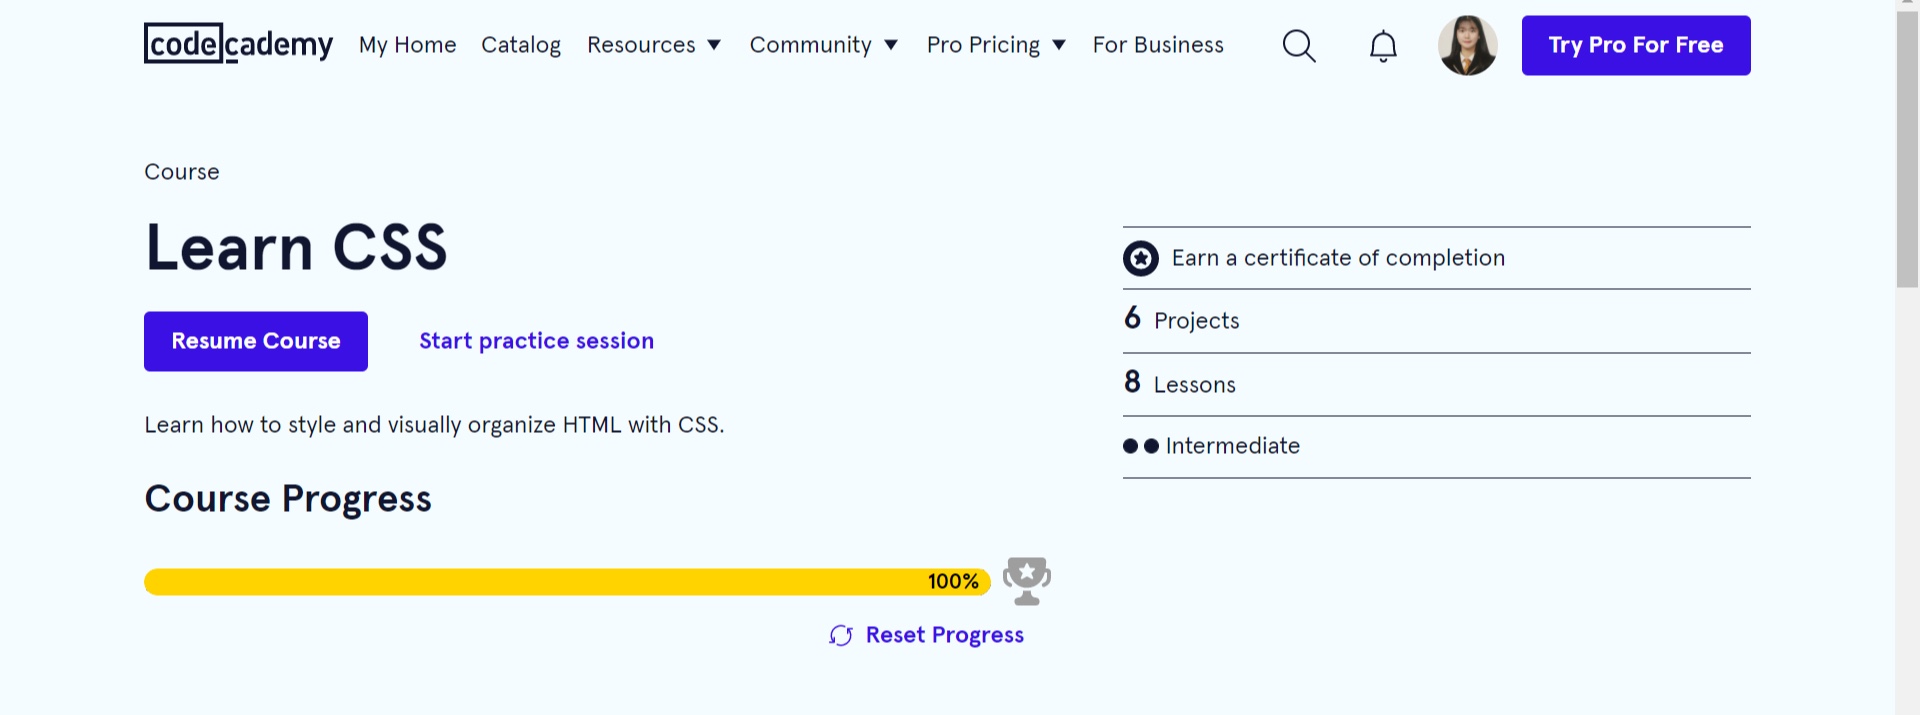 codecademy My Home Catalog Resources Community Pro Pricing For Business Try Pro For Free
Course
Learn CSS
Resume Course Start practice session
Learn how to style and visually organize HTML with CSS.
Course Progress
100%
Reset Progress
Earn a certificate of completion
6 Projects
8 Lessons
Intermediate